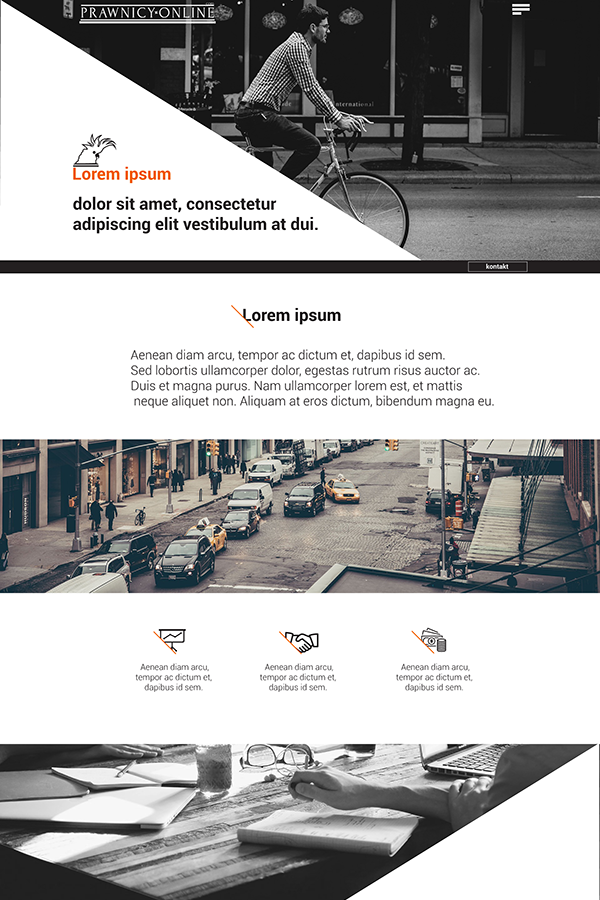 PRAWNICY·ONLINE
international
Lorem ipsum
dolor sit amet, consectetur
adipiscing elit vestibulum at dui.
kontakt
Lorem ipsum
Aenean diam arcu, tempor ac dictum et, dapibus id sem.
Sed lobortis ullamcorper dolor, egestas rutrum risus auctor ac.
Duis et magna purus. Nam ullamcorper lorem est, et mattis
neque aliquet non. Aliquam at eros dictum, bibendum magna eu.
Aenean diam arcu,
tempor ac dictum et,
dapibus id sem.
Aenean diam arcu,
tempor ac dictum et,
dapibus id sem.
Aenean diam arcu,
tempor ac dictum et,
dapibus id sem.